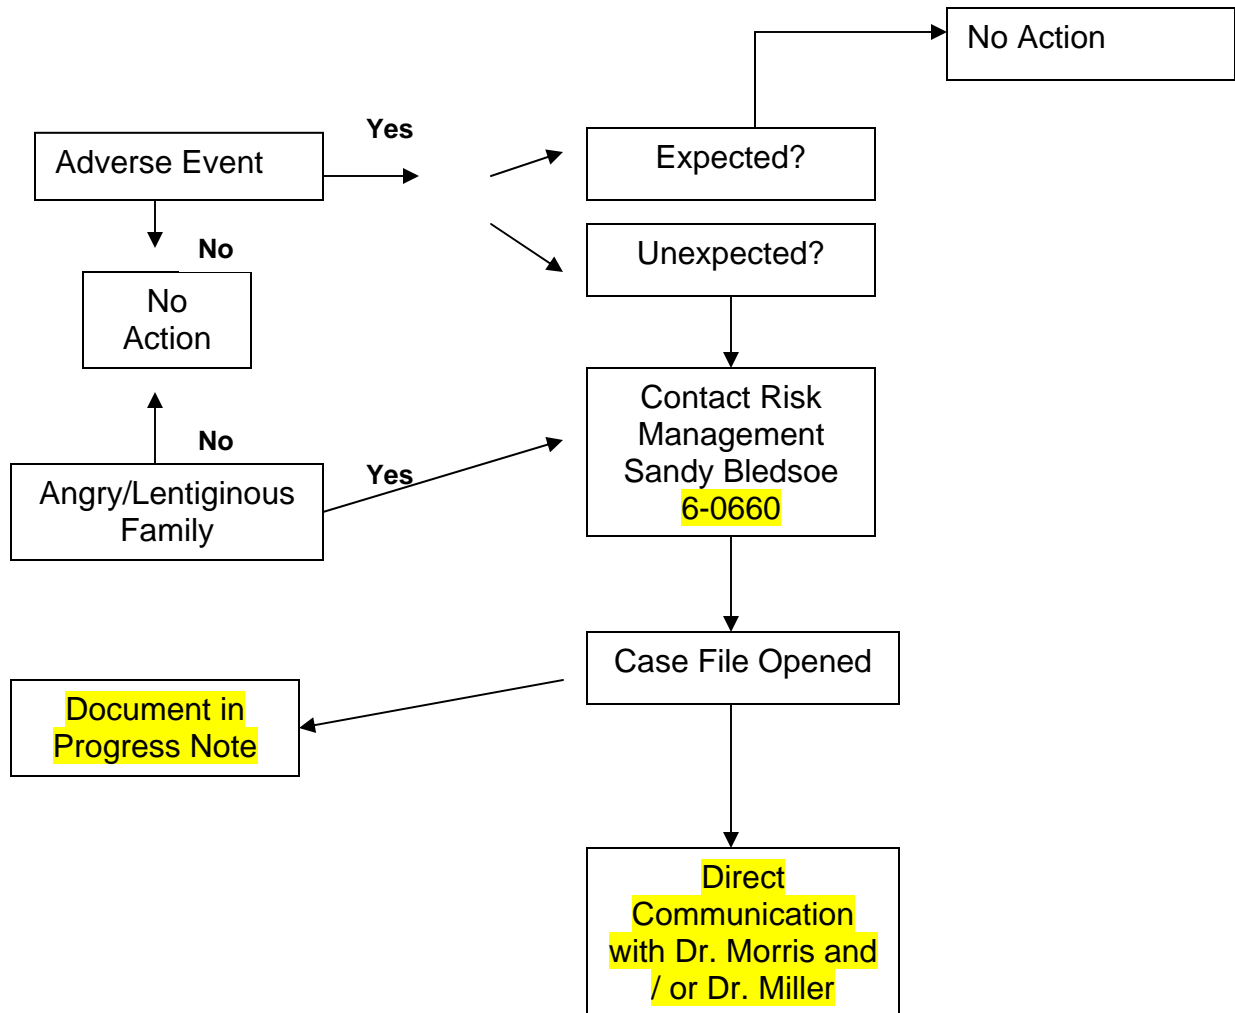 No Action
Yes
Adverse Event
Expected?
No
Unexpected?
No
Action
Contact Risk
Management
Sandy Bledsoe
6-0660
No
Yes
Angry/Lentiginous
Family
Case File Opened
Document in
Progress Note
Direct
Communication
with Dr. Morris and
/ or Dr. Miller